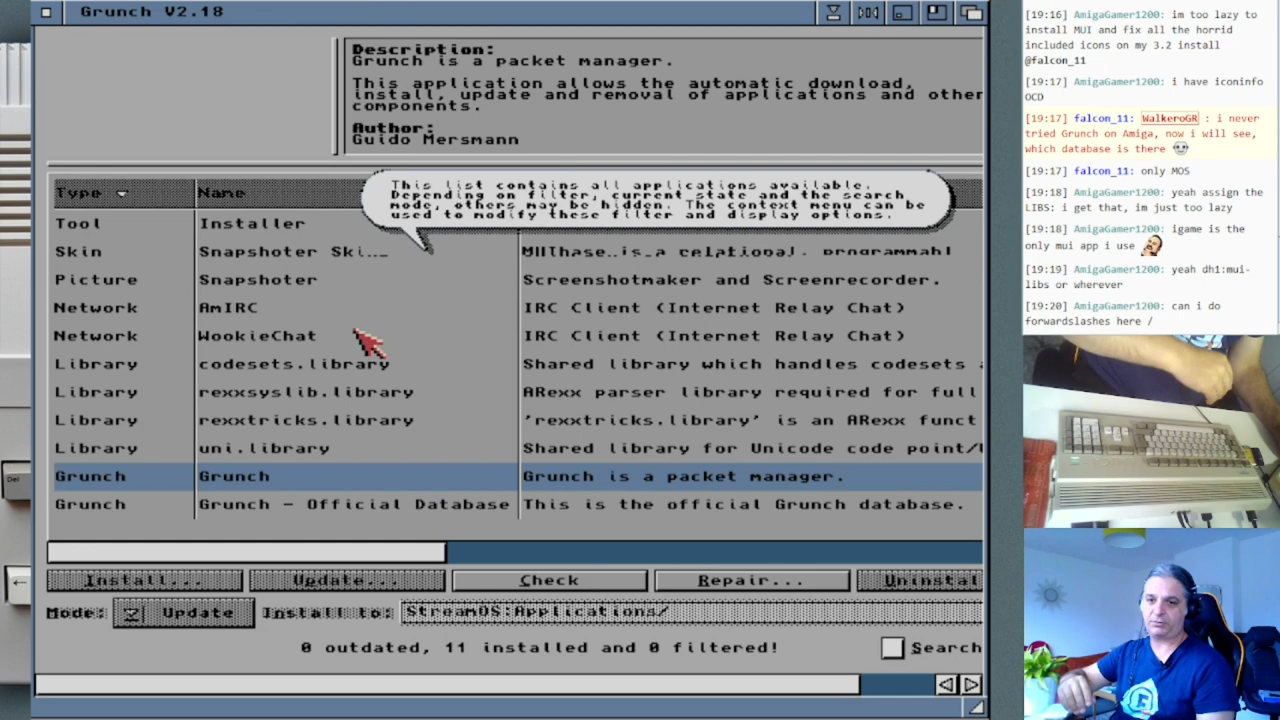 Grunch V2.18
Description:
Grunch is a packet manager.
This application allows the automatic download,
install, update and removal of applications and other
components.
Author:
Guido Mersmann
Type Name
This list contains all applications available.
Depending on filter, current state and the search
mode, others may be hidden. The Context menu can be
used to modify these filter and display options.
Tool Installer
Skin Snapshoter Ski... MUIbase is a relational, programmabl
Picture Snapshoter Screenshotmaker and Screenrecorder.
Network AmIRC IRC Client (Internet Relay Chat)
Network WookieChat IRC Client (Internet Relay Chat)
Library codesets.library Shared library which handles codesets a
Library rexxsyslib.library ARexx parser library required for full
Library rexxtricks.library 'rexxtricks.library' is an ARexx funct
Library uni.library Shared library for Unicode code point/U
Grunch Grunch Grunch is a packet manager.
Grunch Grunch - Official Database This is the official Grunch database.
Install... Update... Check Repair... Uninstal
Mode: Update Install to: StreamOS:Applications/
0 outdated, 11 installed and 0 filtered! Search
[19:16] AmigaGamer1200: im too lazy to
install MUI and fix all the horrid
included icons on my 3.2 install
@falcon_11
[19:17] AmigaGamer1200: i have iconinfo
OCD
[19:17] falcon_11: WalkeroGR : i never
tried Grunch on Amiga, now i will see,
which database is there
[19:17] falcon_11: only MOS
[19:18] AmigaGamer1200: yeah assign the
LIBS: i get that, im just too lazy
[19:18] AmigaGamer1200: igame is the
only mui app i use
[19:19] AmigaGamer1200: yeah dh1:mui-
libs or wherever
[19:20] AmigaGamer1200: can i do
forwardslashes here /
Del